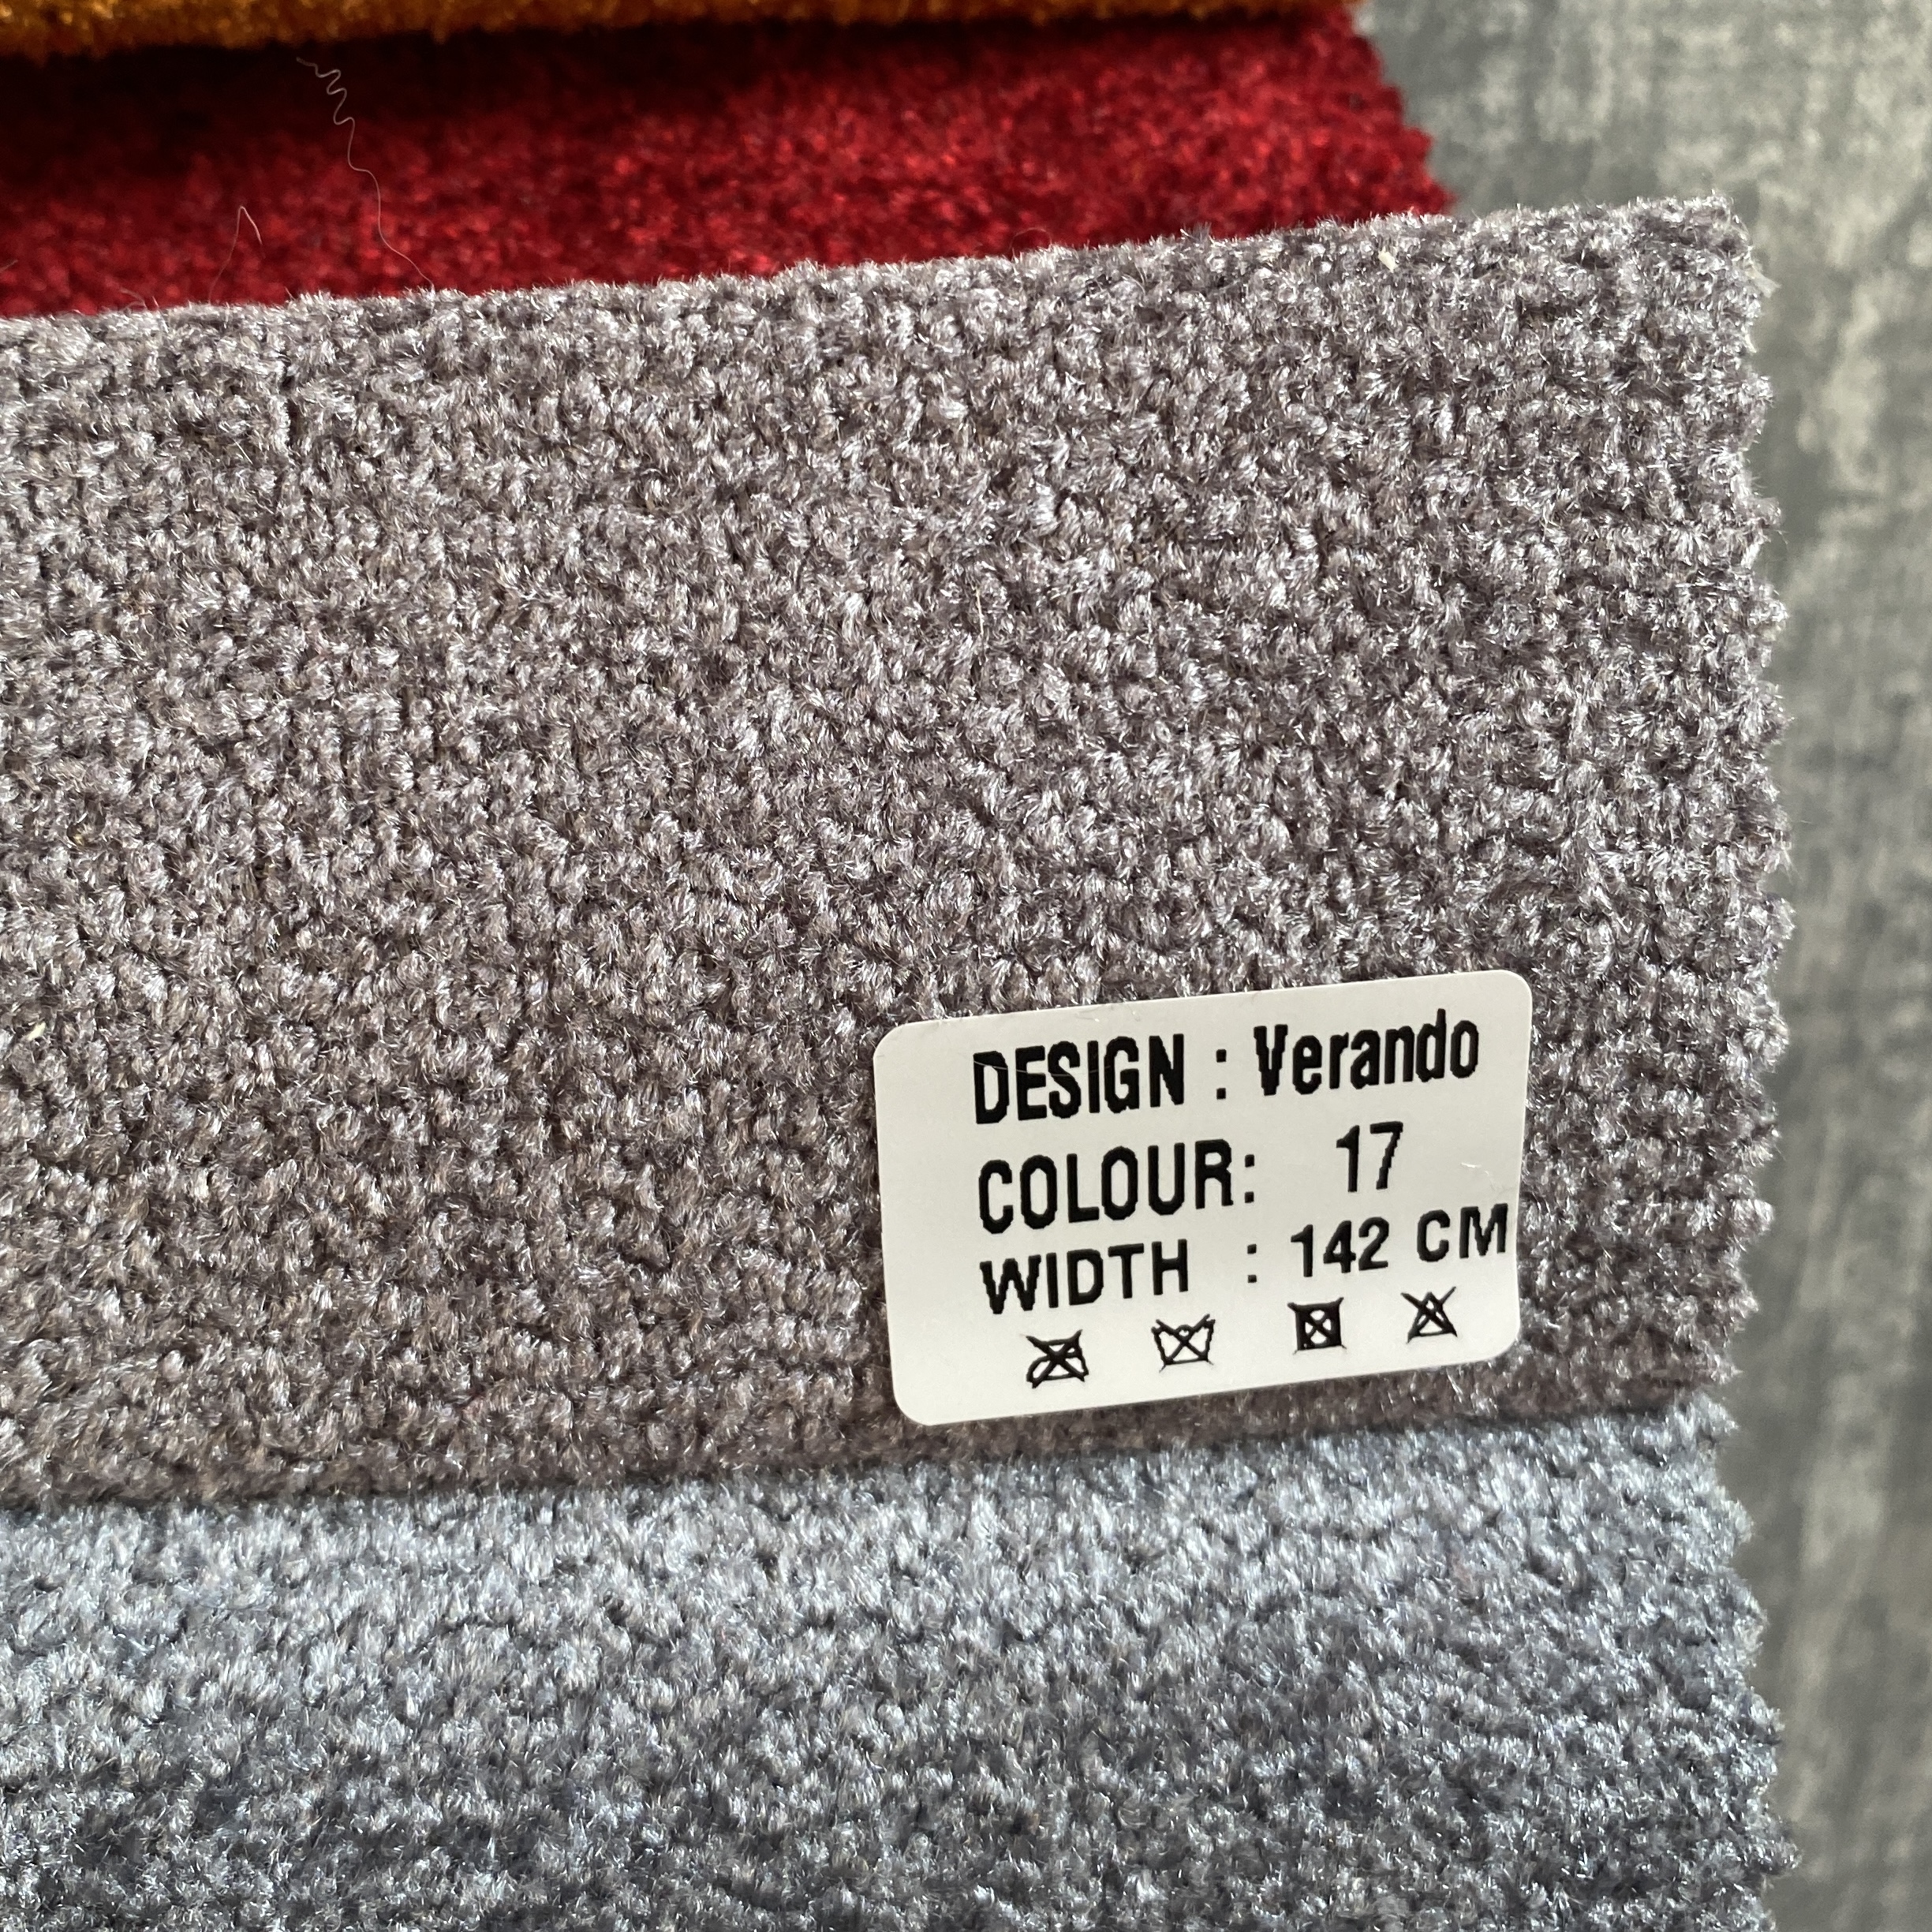 DESIGN : Verando
COLOUR: 17
WIDTH : 142 CM